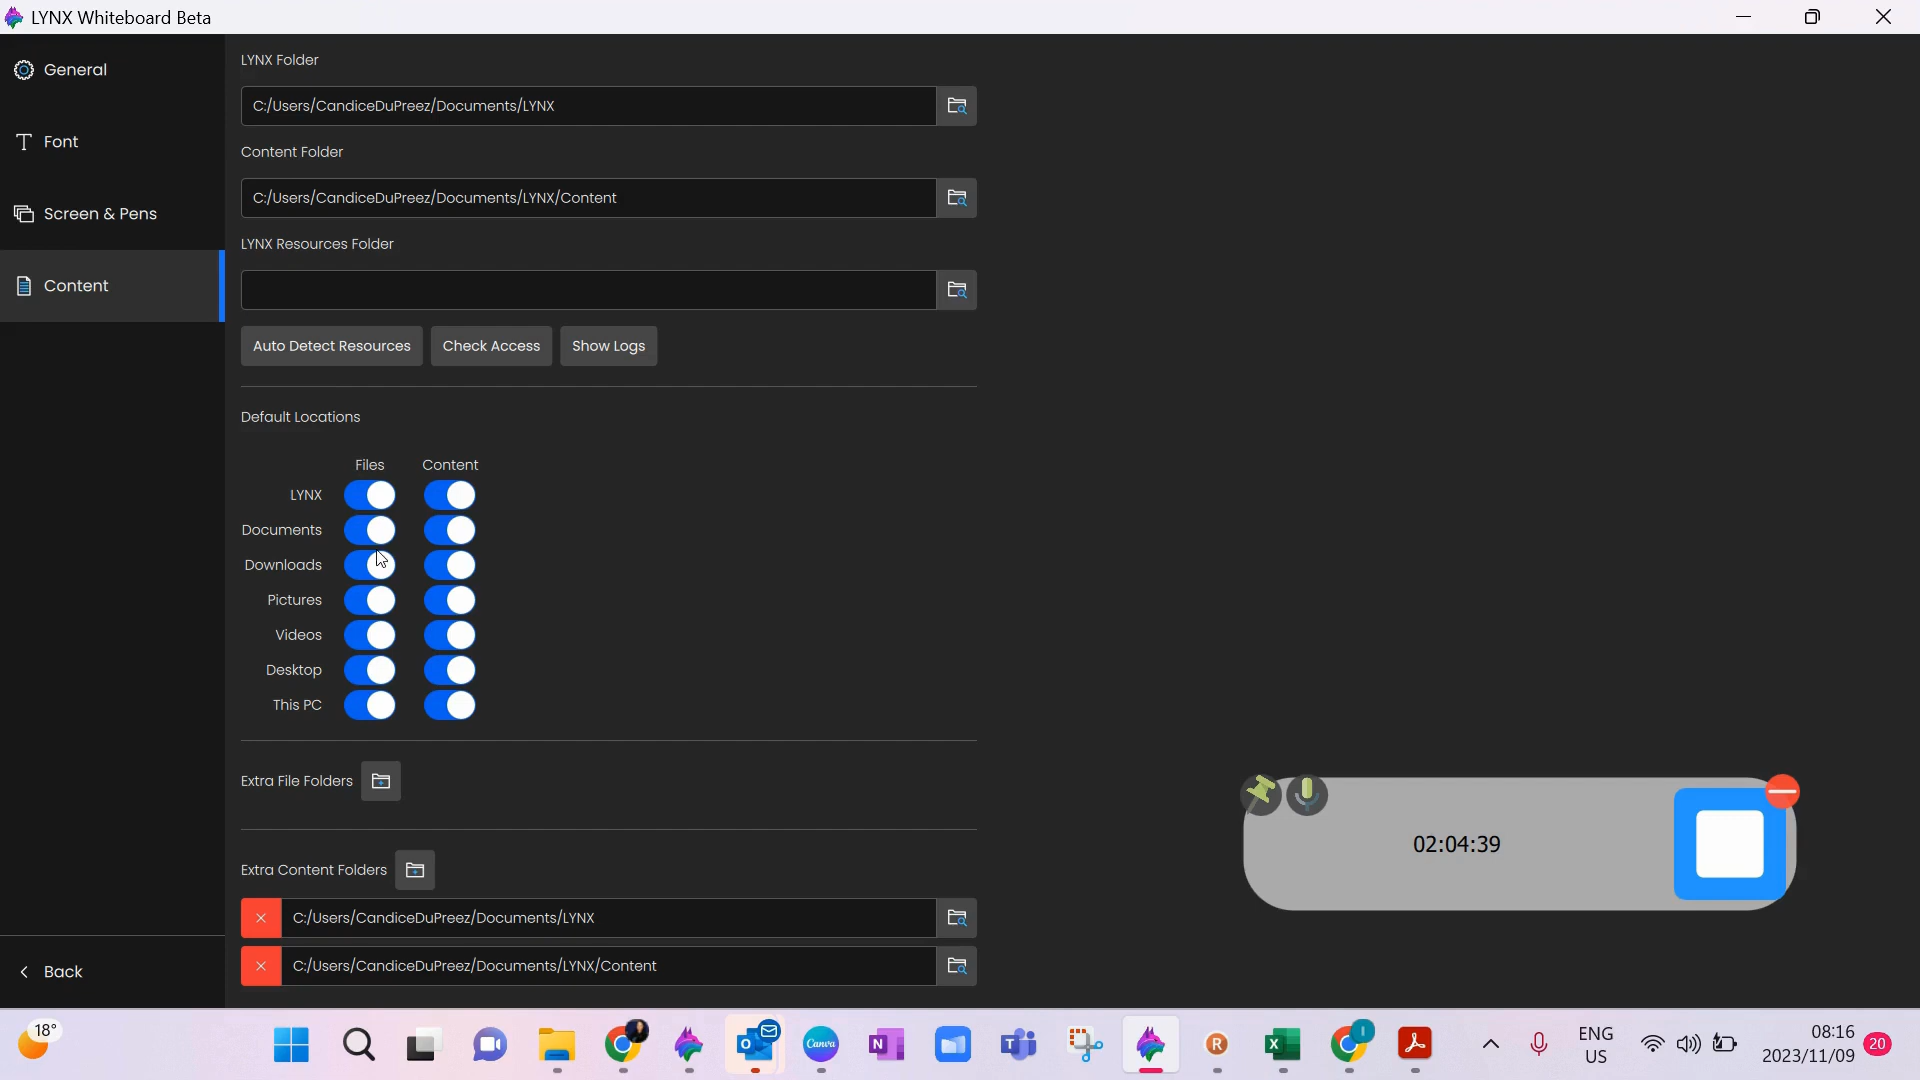 LYNX Whiteboard Beta
General
Font
Screen & Pens
Content
Back
LYNX Folder
C:/Users/CandiceDuPreez/Documents/LYNX
Content Folder
C:/Users/CandiceDuPreez/Documents/LYNX/Content
LYNX Resources Folder
Auto Detect Resources Check Access Show Logs
Default Locations
Files Content
LYNX
Documents
Downloads
Pictures
Videos
Desktop
This PC
Extra File Folders
Extra Content Folders
C:/Users/CandiceDuPreez/Documents/LYNX
C:/Users/CandiceDuPreez/Documents/LYNX/Content
02:04:39
18°
Canva
N
T
R
X
I
ENG
US
08:16
2023/11/09
20